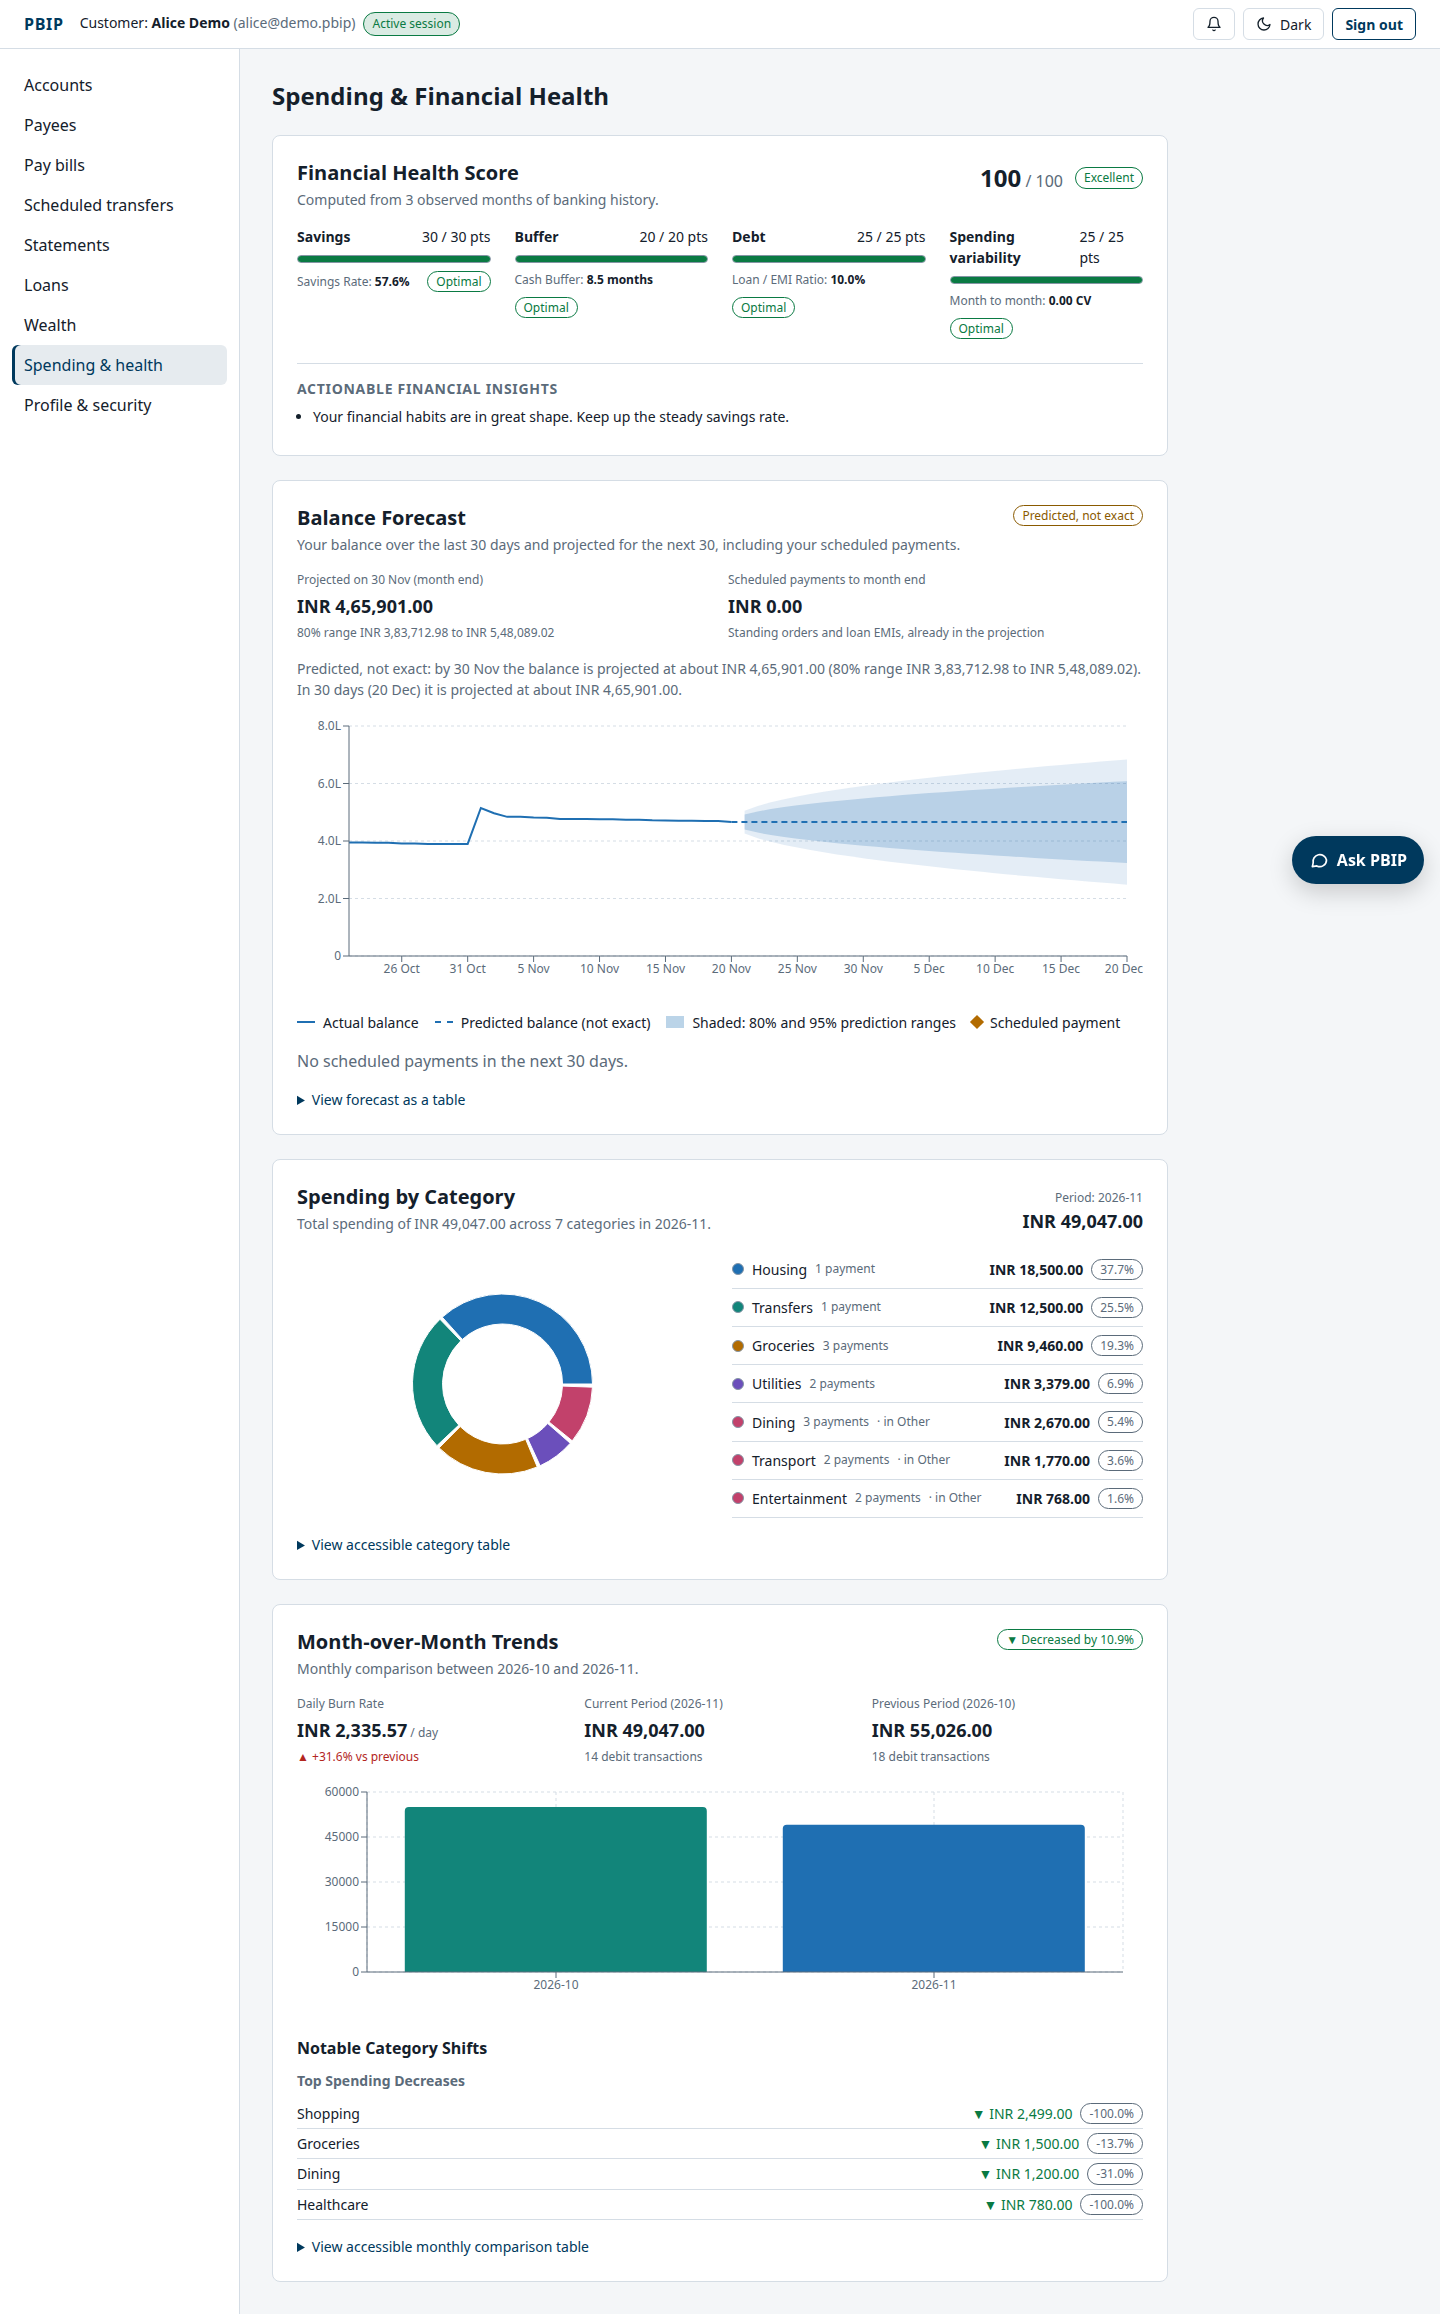 PBIP Customer: Alice Demo (alice@demo.pbip) Active session Dark Sign out
Accounts
Payees
Pay bills
Scheduled transfers
Statements
Loans
Wealth
Spending & health
Profile & security
Spending & Financial Health
Financial Health Score
100 / 100 Excellent
Computed from 3 observed months of banking history.
Savings 30 / 30 pts
Savings Rate: 57.6% Optimal
Buffer 20 / 20 pts
Cash Buffer: 8.5 months
Optimal
Debt 25 / 25 pts
Loan / EMI Ratio: 10.0%
Optimal
Spending variability 25 / 25 pts
Month to month: 0.00 CV
Optimal
ACTIONABLE FINANCIAL INSIGHTS
• Your financial habits are in great shape. Keep up the steady savings rate.
Balance Forecast
Predicted, not exact
Your balance over the last 30 days and projected for the next 30, including your scheduled payments.
Projected on 30 Nov (month end)
INR 4,65,901.00
80% range INR 3,83,712.98 to INR 5,48,089.02
Scheduled payments to month end
INR 0.00
Standing orders and loan EMIs, already in the projection
Predicted, not exact: by 30 Nov the balance is projected at about INR 4,65,901.00 (80% range INR 3,83,712.98 to INR 5,48,089.02).
In 30 days (20 Dec) it is projected at about INR 4,65,901.00.
8.0L
6.0L
4.0L
2.0L
0
26 Oct 31 Oct 5 Nov 10 Nov 15 Nov 20 Nov 25 Nov 30 Nov 5 Dec 10 Dec 15 Dec 20 Dec
Actual balance Predicted balance (not exact) Shaded: 80% and 95% prediction ranges Scheduled payment
No scheduled payments in the next 30 days.
▶ View forecast as a table
Ask PBIP
Spending by Category
Total spending of INR 49,047.00 across 7 categories in 2026-11.
Period: 2026-11
INR 49,047.00
Housing 1 payment INR 18,500.00 37.7%
Transfers 1 payment INR 12,500.00 25.5%
Groceries 3 payments INR 9,460.00 19.3%
Utilities 2 payments INR 3,379.00 6.9%
Dining 3 payments · in Other INR 2,670.00 5.4%
Transport 2 payments · in Other INR 1,770.00 3.6%
Entertainment 2 payments · in Other INR 768.00 1.6%
▶ View accessible category table
Month-over-Month Trends
▼ Decreased by 10.9%
Monthly comparison between 2026-10 and 2026-11.
Daily Burn Rate
INR 2,335.57 / day
▲ +31.6% vs previous
Current Period (2026-11)
INR 49,047.00
14 debit transactions
Previous Period (2026-10)
INR 55,026.00
18 debit transactions
60000
45000
30000
15000
0
2026-10 2026-11
Notable Category Shifts
Top Spending Decreases
Shopping ▼ INR 2,499.00 -100.0%
Groceries ▼ INR 1,500.00 -13.7%
Dining ▼ INR 1,200.00 -31.0%
Healthcare ▼ INR 780.00 -100.0%
▶ View accessible monthly comparison table